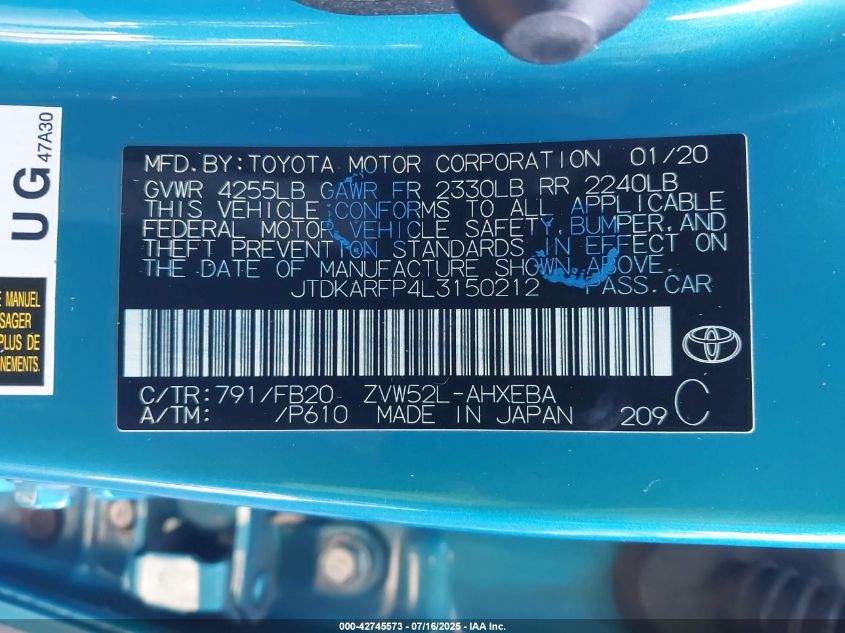 MFD.BY:TOYOTA MOTOR CORPORATION 01/20
GVWR 4255LB GAWR FR 2330LB RR 2240LB
THIS VEHICLE CONFORMS TO ALL APPLICABLE
FEDERAL MOTOR VEHICLE SAFETY,BUMPER,AND
THEFT PREVENTION STANDARDS IN EFFECT ON
THE DATE OF MANUFACTURE SHOWN ABOVE.
JTDKARFP4L3150212 PASS.CAR
C/TR:791/FB20 ZVW52L-AHXEBA
A/TM: /P610 MADE IN JAPAN 209 C
UG
47A30
E MANUEL
SAGER
PLUS DE
NEMENTS.
000-42745573 / 07/16/2025 - IAA Inc.